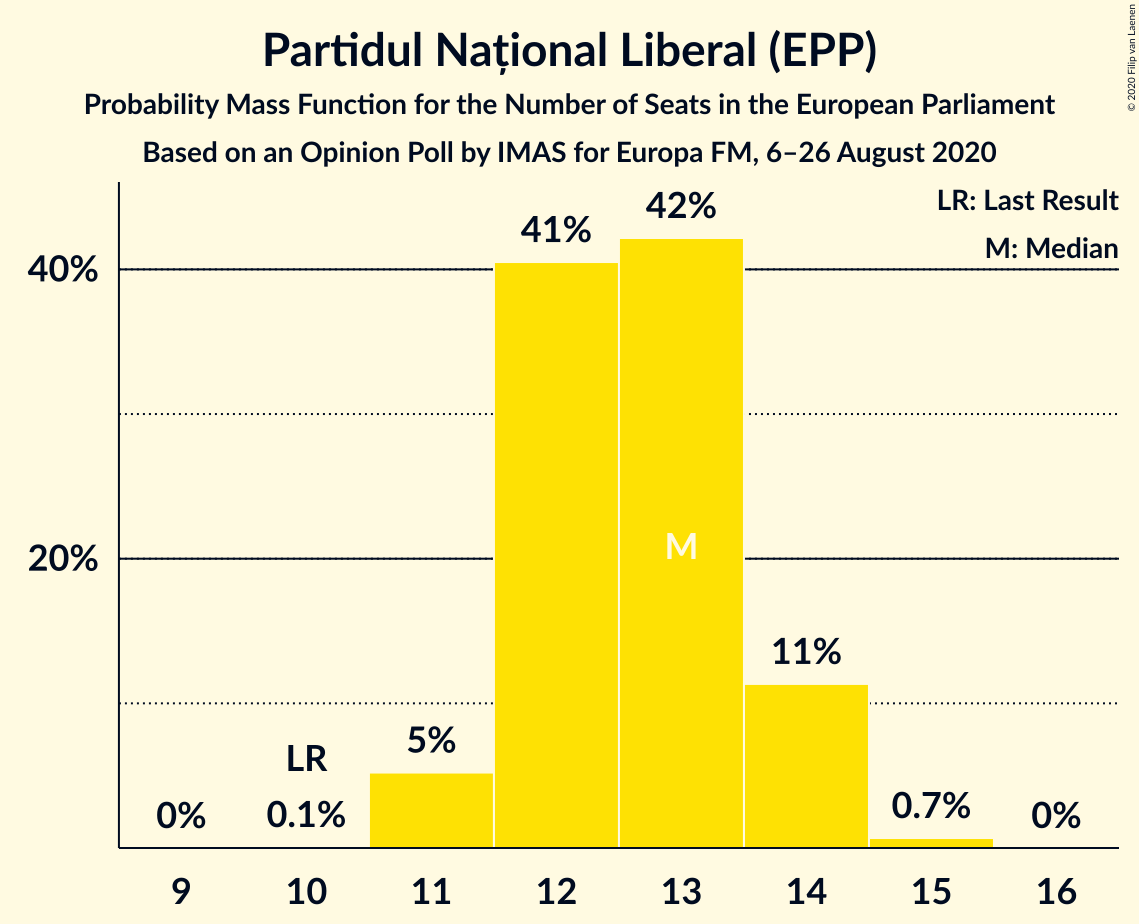 Partidul Național Liberal (EPP)
Probability Mass Function for the Number of Seats in the European Parliament
Based on an Opinion Poll by IMAS for Europa FM, 6–26 August 2020
© 2020 Filip van Laenen
LR: Last Result
M: Median
40%
20%
0%
LR
0.1%
5%
41%
42%
M
11%
0.7%
0%
9 10 11 12 13 14 15 16